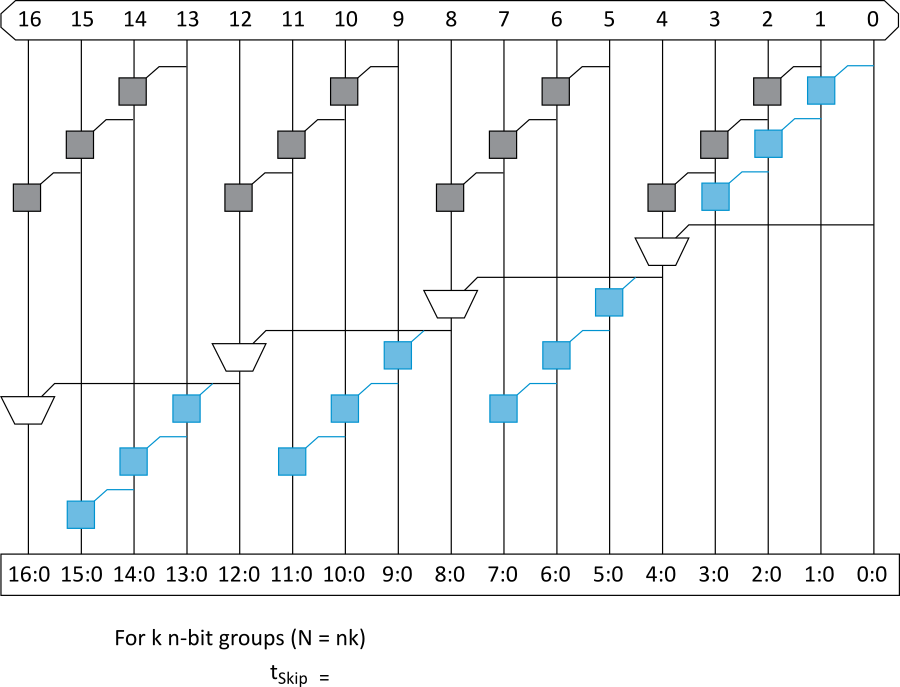 16 15 14 13 12 11 10 9 8 7 6 5 4 3 2 1 0
16:0 15:0 14:0 13:0 12:0 11:0 10:0 9:0 8:0 7:0 6:0 5:0 4:0 3:0 2:0 1:0 0:0
For k n-bit groups (N = nk)
tSkip =